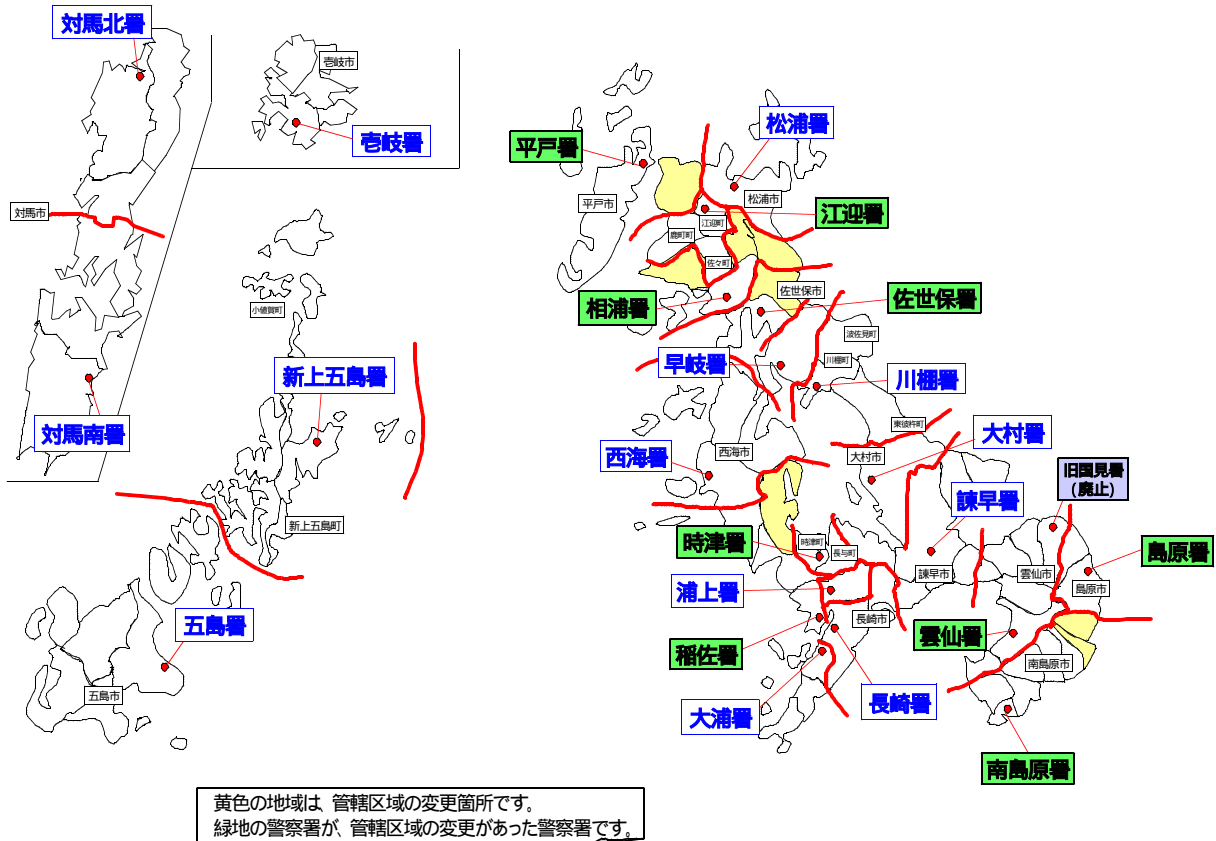 対馬北署
壱岐市
壱岐署
対馬市
対馬南署
小値賀町
新上五島署
新上五島町
五島署
五島市
平戸署
松浦署
平戸市
松浦市
江迎署
江迎町
鹿町町
佐々町
相浦署
佐世保市
佐世保署
波佐見町
早岐署
川棚町
川棚署
東彼杵町
西海署
西海市
大村市
大村署
旧国見署
(廃止)
諫早署
時津署
時津町
長与町
諫早市
雲仙市
島原署
島原市
浦上署
長崎市
稲佐署
雲仙署
南島原市
大浦署
長崎署
南島原署
黄色の地域は、管轄区域の変更箇所です。
緑地の警察署が、管轄区域の変更があった警察署です。